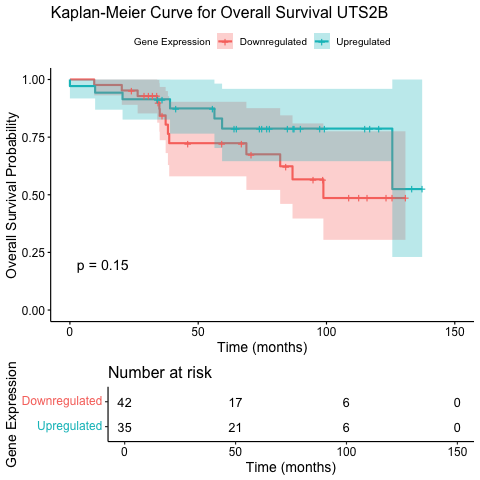 Kaplan-Meier Curve for Overall Survival UTS2B
Gene Expression Downregulated Upregulated
Overall Survival Probability
1.00
0.75
0.50
0.25
0.00
p = 0.15
0 50 100 150
Time (months)
Number at risk
Gene Expression
Downregulated 42 17 6 0
Upregulated 35 21 6 0
0 50 100 150
Time (months)